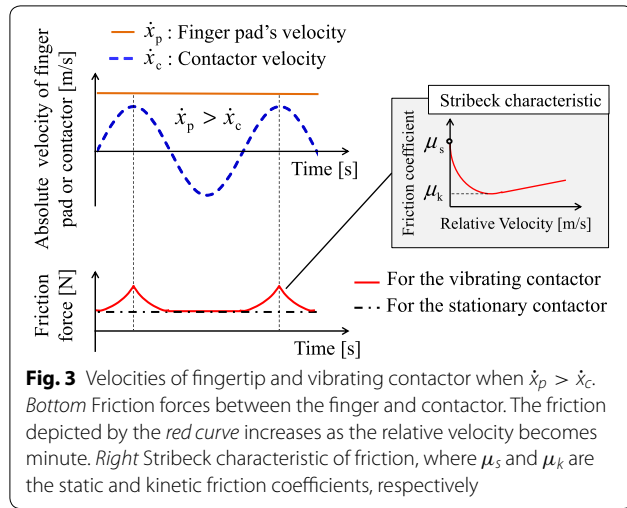 ẋp : Finger pad's velocity
ẋc : Contactor velocity
Absolute velocity of finger
pad or contactor [m/s]
ẋp > ẋc
Time [s]
Stribeck characteristic
Friction coefficient
μs
μk
Relative Velocity [m/s]
Friction
force [N]
Time [s]
For the vibrating contactor
For the stationary contactor
Fig. 3 Velocities of fingertip and vibrating contactor when ẋp > ẋc.
Bottom Friction forces between the finger and contactor. The friction
depicted by the red curve increases as the relative velocity becomes
minute. Right Stribeck characteristic of friction, where μs and μk are
the static and kinetic friction coefficients, respectively